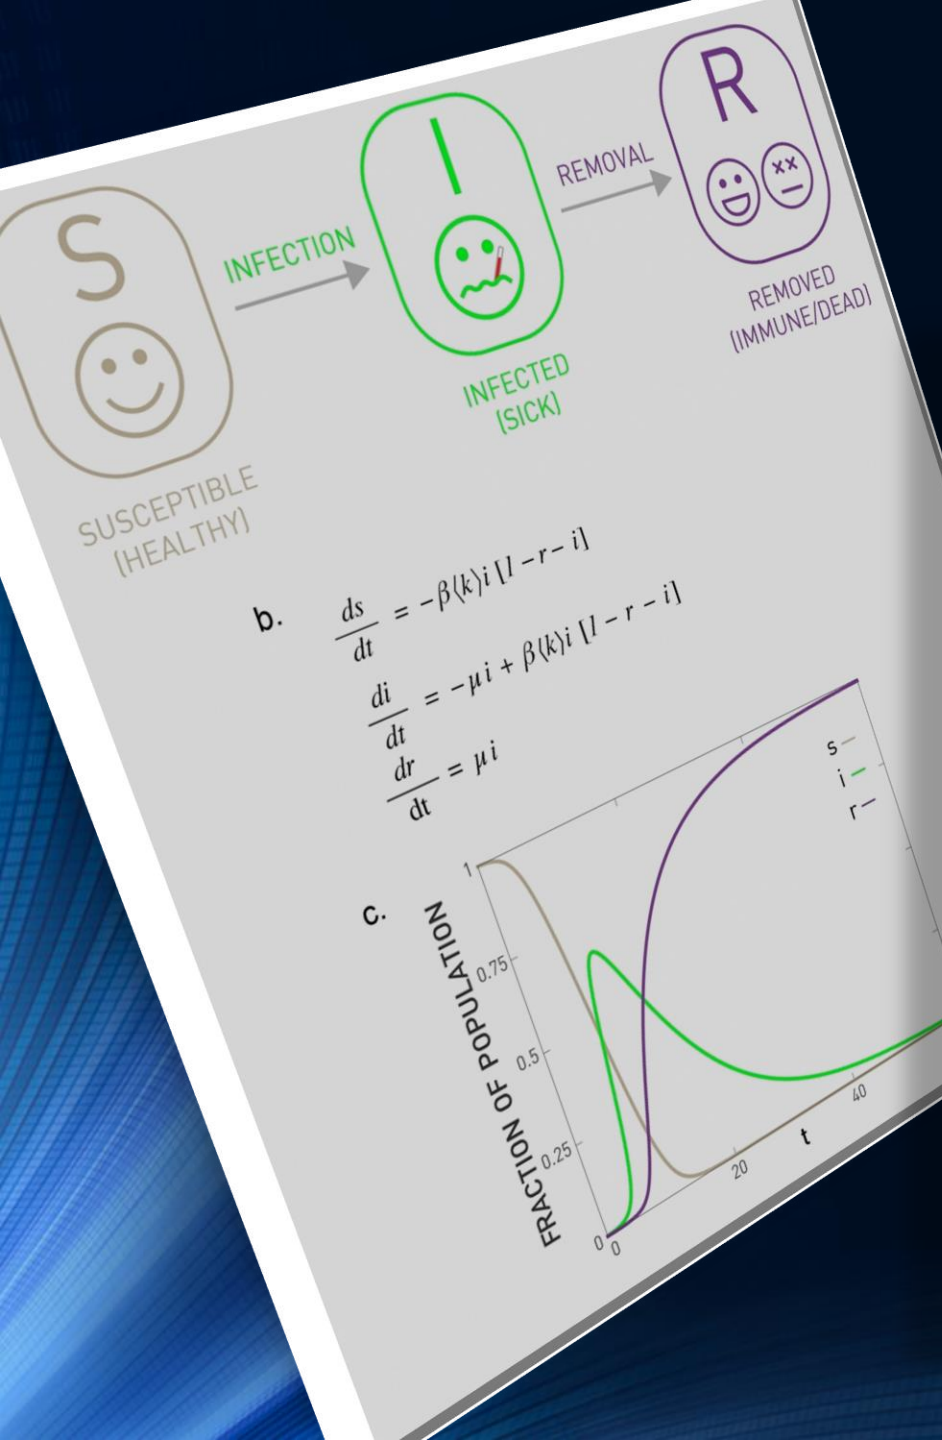 S
INFECTION
I
REMOVAL
R
SUSCEPTIBLE
(HEALTHY)
INFECTED
(SICK)
REMOVED
(IMMUNE/DEAD)
b.
ds/dt = −β⟨k⟩i [1 − r − i]
di/dt = −μi + β⟨k⟩i [1 − r − i]
dr/dt = μi
c.
FRACTION OF POPULATION
1
0.75
0.5
0.25
0
0
20
40
t
s
i
r